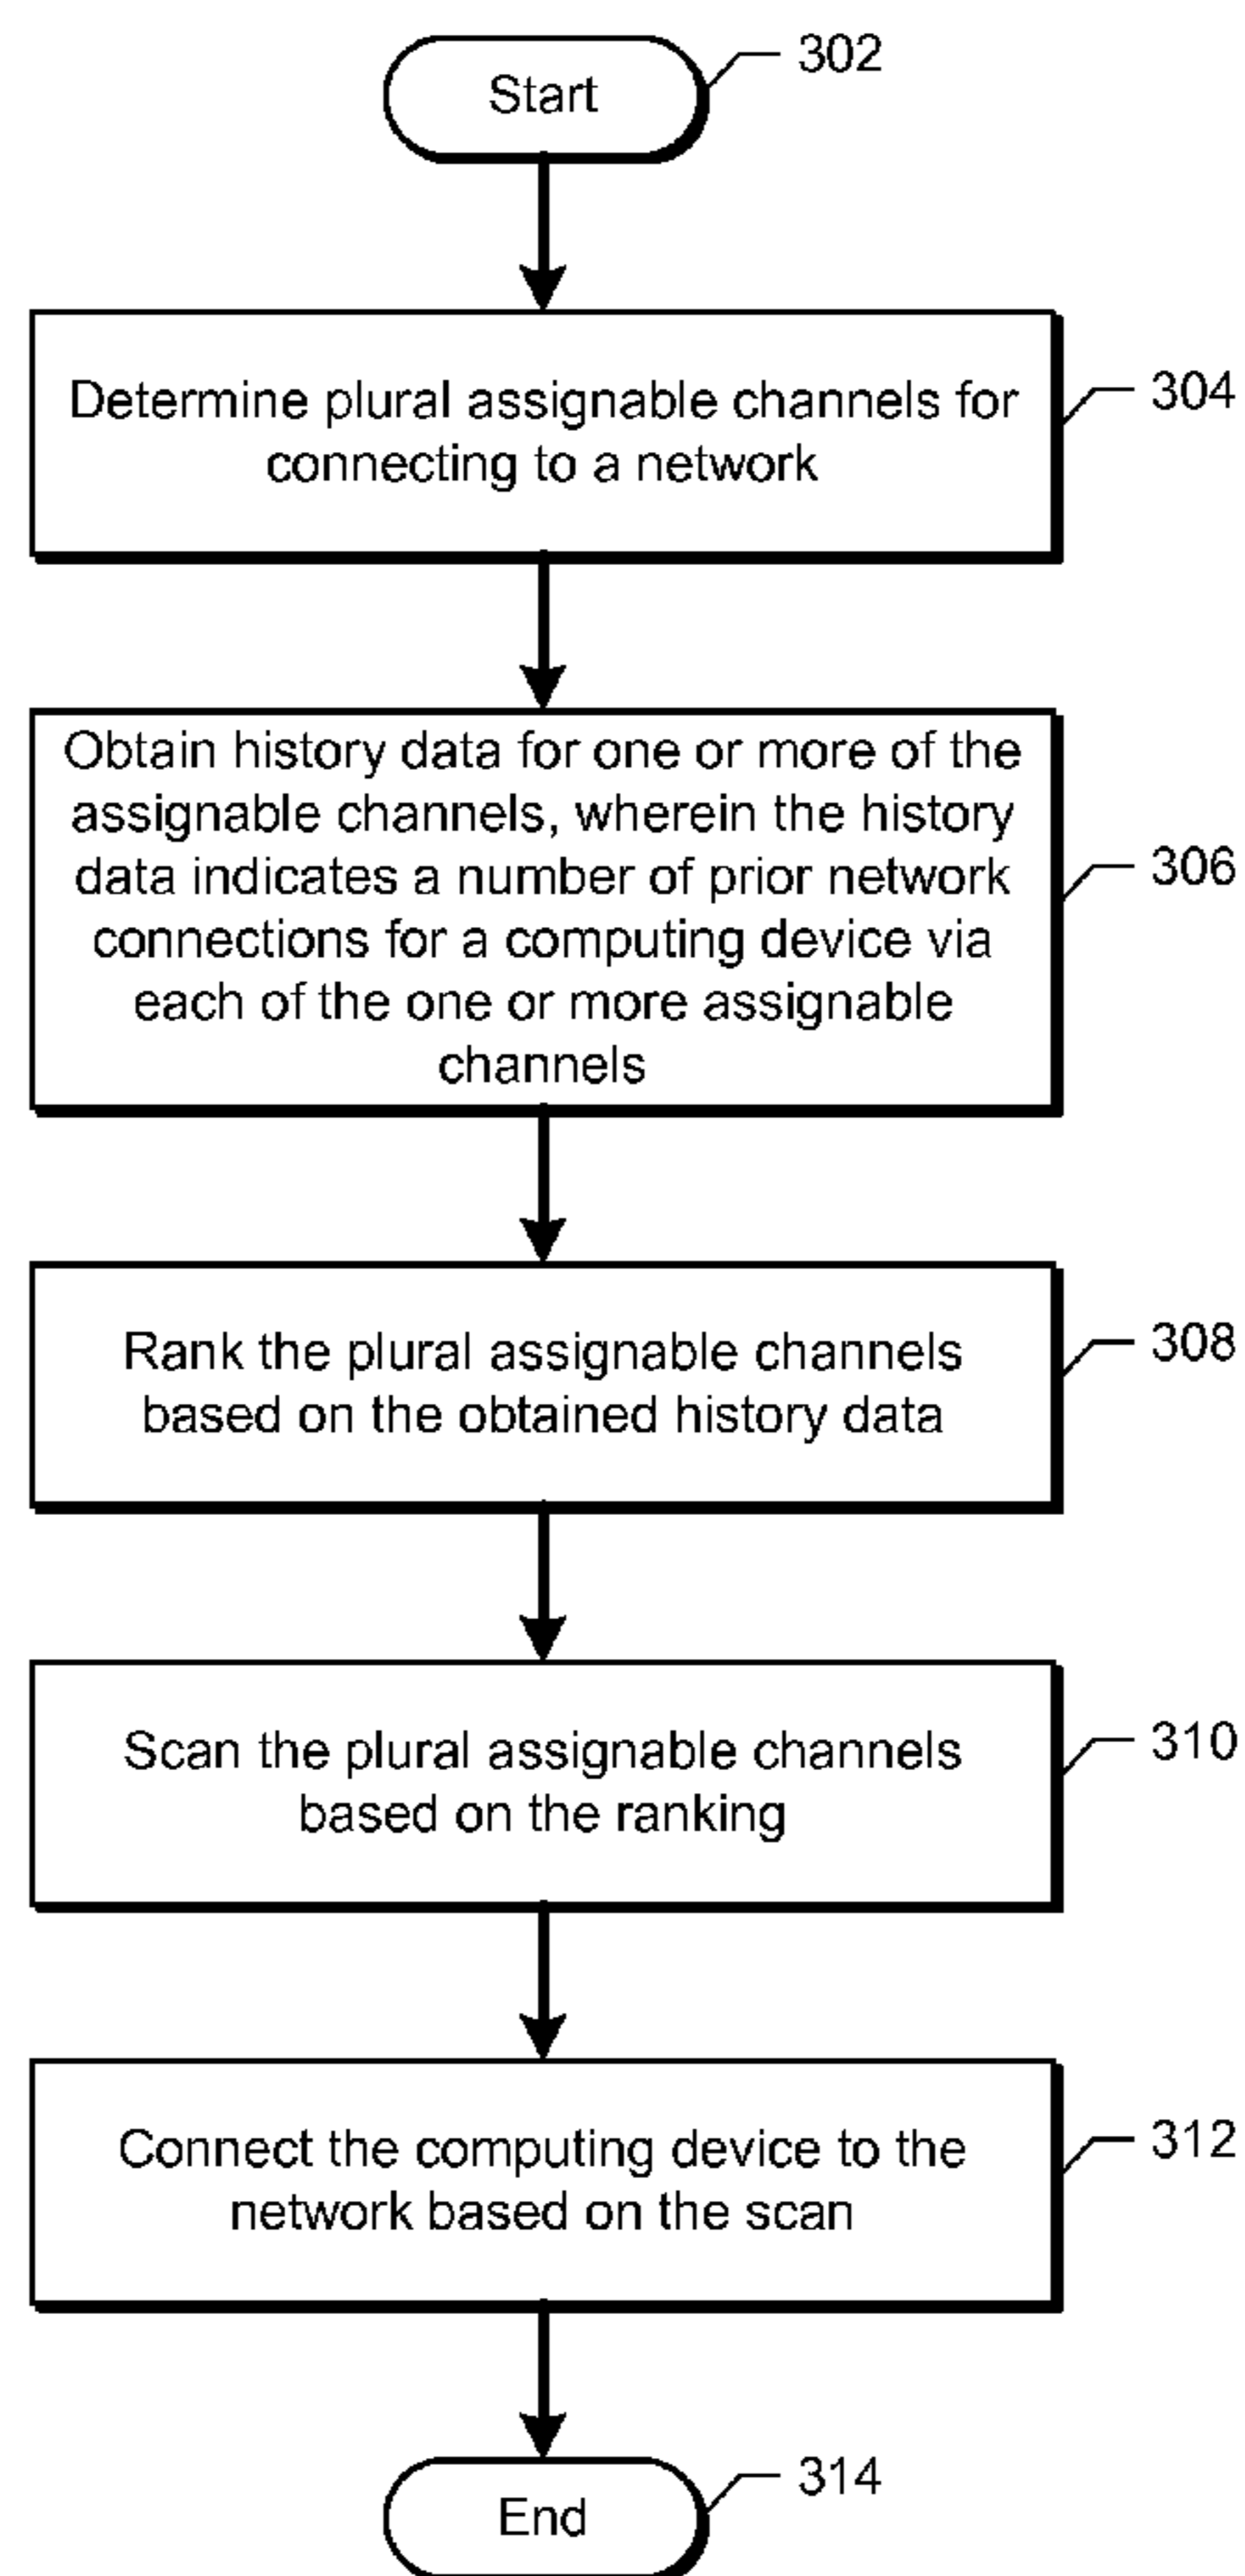 Start
302
Determine plural assignable channels for
connecting to a network
304
Obtain history data for one or more of the
assignable channels, wherein the history
data indicates a number of prior network
connections for a computing device via
each of the one or more assignable
channels
306
Rank the plural assignable channels
based on the obtained history data
308
Scan the plural assignable channels
based on the ranking
310
Connect the computing device to the
network based on the scan
312
End
314